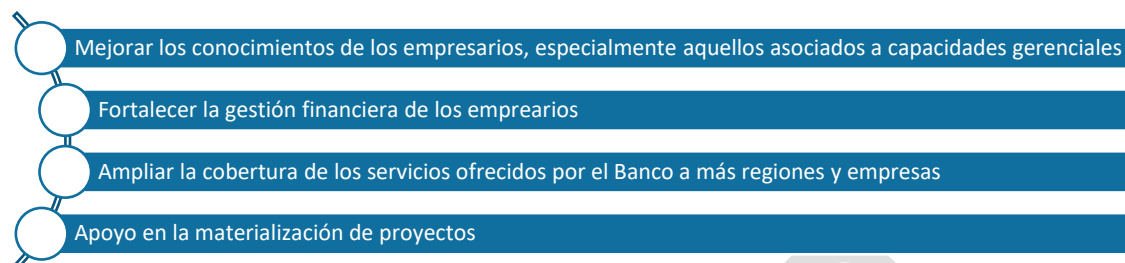 Mejorar los conocimientos de los empresarios, especialmente aquellos asociados a capacidades gerenciales
Fortalecer la gestión financiera de los emprearios
Ampliar la cobertura de los servicios ofrecidos por el Banco a más regiones y empresas
Apoyo en la materialización de proyectos